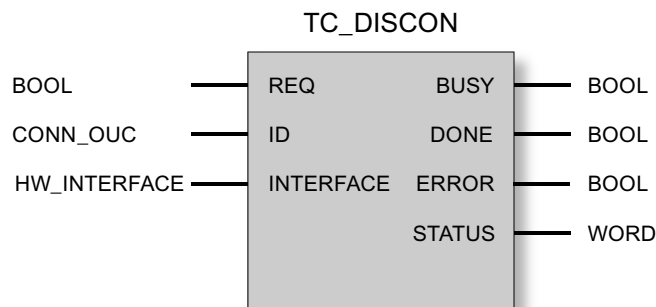 TC_DISCON
BOOL REQ BUSY BOOL
CONN_OUC ID DONE BOOL
HW_INTERFACE INTERFACE ERROR BOOL
STATUS WORD